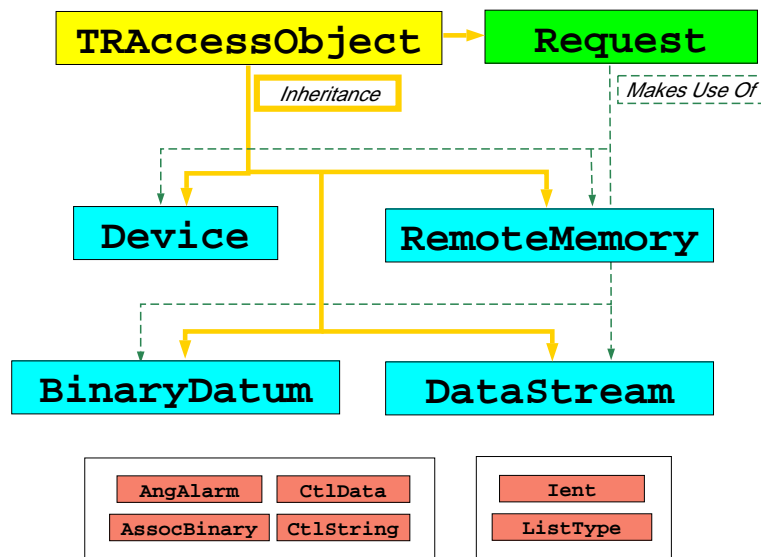 TRAccessObject
Request
Inheritance
Makes Use Of
Device
RemoteMemory
BinaryDatum
DataStream
AngAlarm
CtlData
AssocBinary
CtlString
Ient
ListType